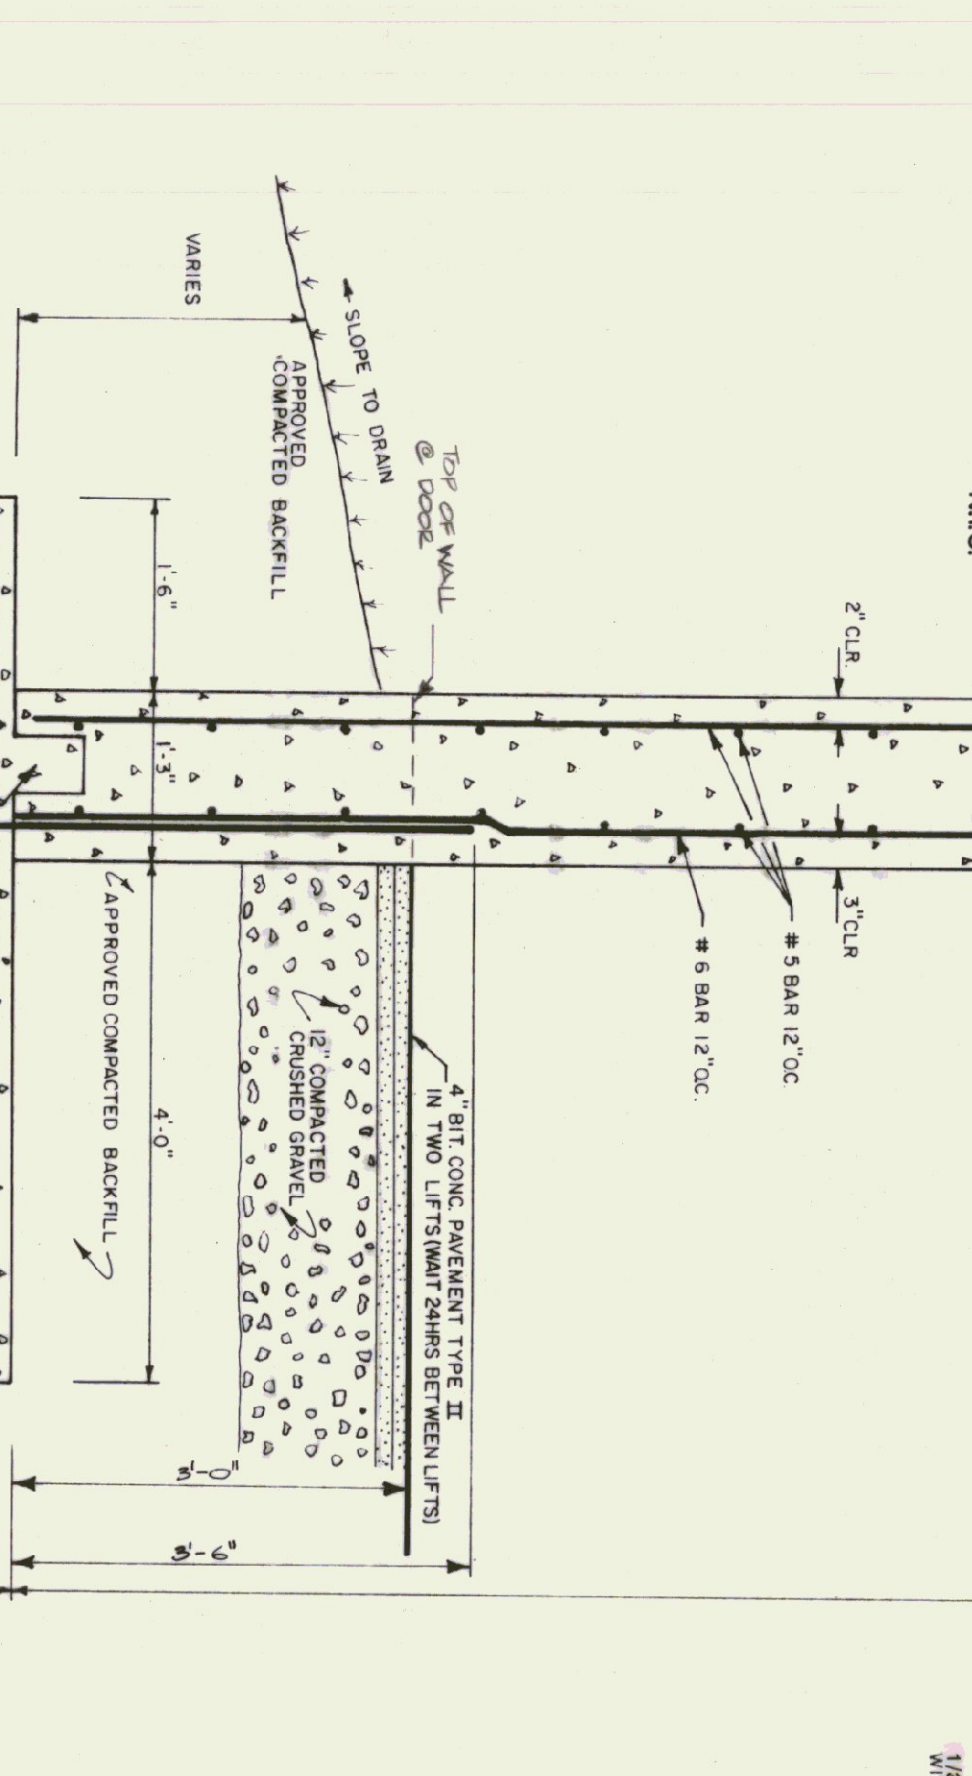 2" CLR.
3" CLR
#5 BAR 12" O.C.
#6 BAR 12" O.C.
TOP OF WALL
@ DOOR
SLOPE TO DRAIN
4" BIT. CONC. PAVEMENT TYPE II
IN TWO LIFTS (WAIT 24HRS BETWEEN LIFTS)
APPROVED
COMPACTED BACKFILL
12" COMPACTED
CRUSHED GRAVEL
VARIES
3'-0"
3'-6"
1'-6"
1'-3"
4'-0"
APPROVED COMPACTED BACKFILL